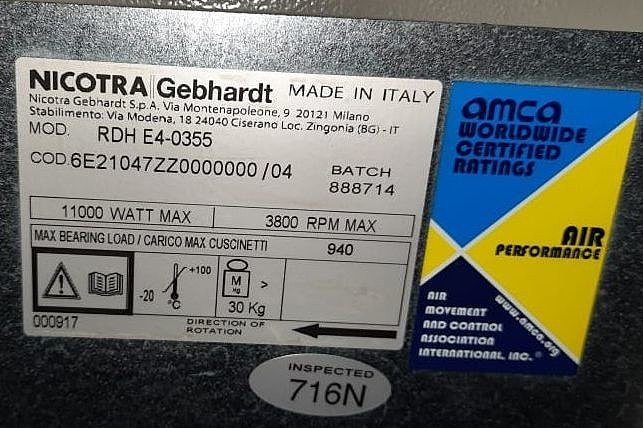 NICOTRA Gebhardt MADE IN ITALY
Nicotra Gebhardt S.p.A. Via Montenapoleone, 9 20121 Milano
Stabilimento: Via Modena, 18 24040 Ciserano Loc. Zingonia (BG) - IT
MOD. RDH E4-0355
COD. 6E21047ZZ0000000 /04
BATCH
888714
11000 WATT MAX 3800 RPM MAX
MAX BEARING LOAD / CARICO MAX CUSCINETTI 940
-20 +100 °C
M
Kg
>
30 Kg
000917
DIRECTION OF
ROTATION
amca
WORLDWIDE
CERTIFIED
RATINGS
AIR
PERFORMANCE
AIR
MOVEMENT
AND CONTROL
ASSOCIATION
INTERNATIONAL, INC.®
www.amca.org
INSPECTED
716N